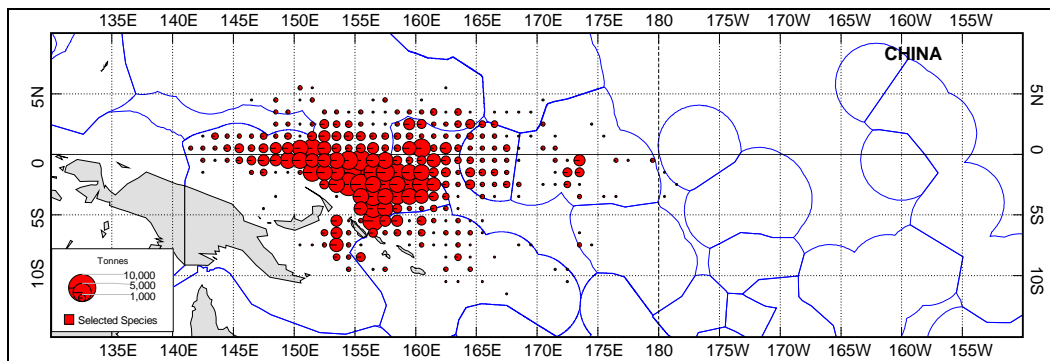 135E 140E 145E 150E 155E 160E 165E 170E 175E 180 175W 170W 165W 160W 155W
CHINA
5N 5N
0 0
5S 5S
10S 10S
Tonnes
10,000
5,000
1,000
Selected Species
135E 140E 145E 150E 155E 160E 165E 170E 175E 180 175W 170W 165W 160W 155W